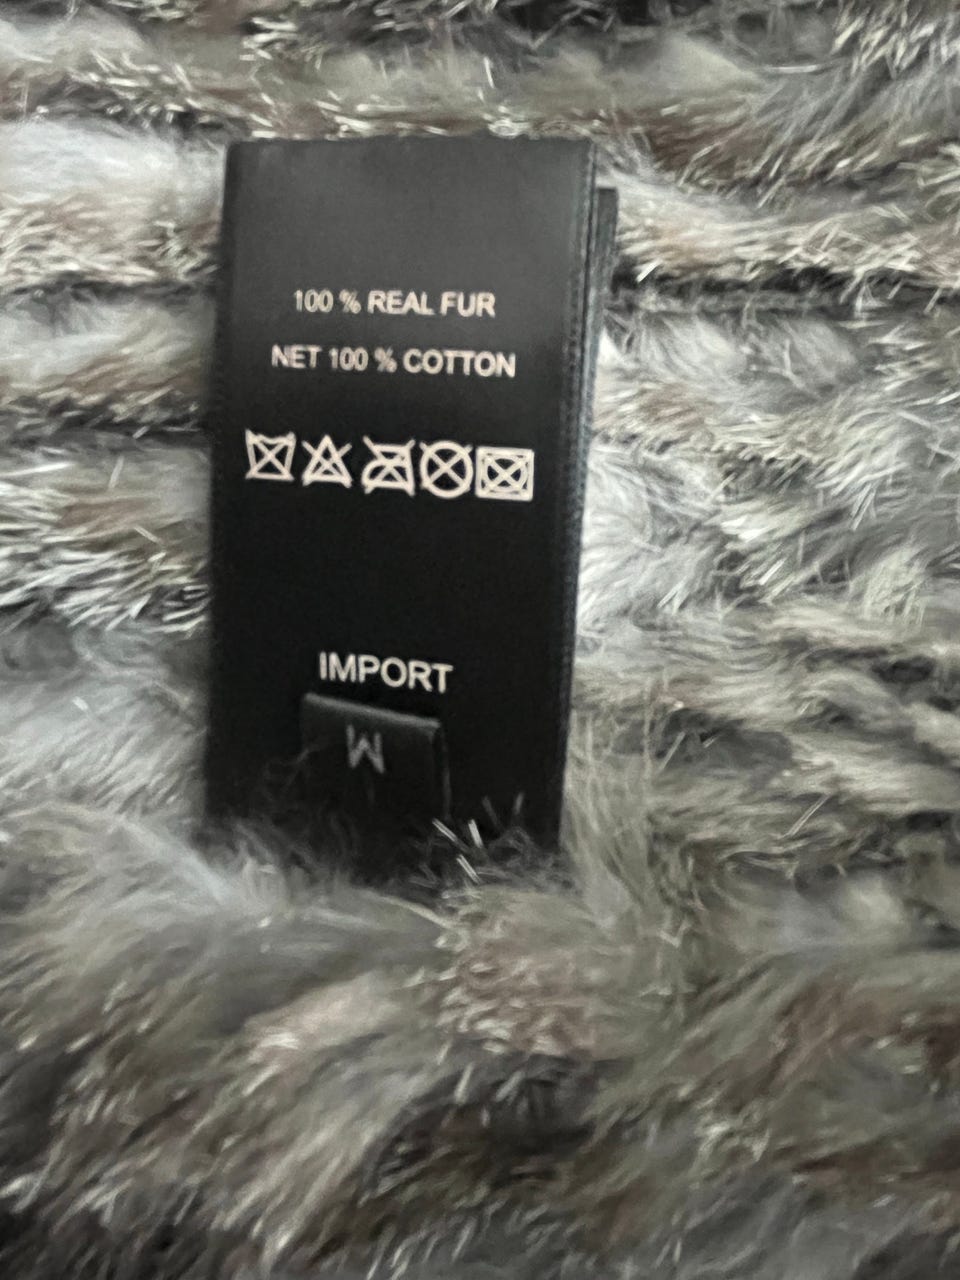 100 % REAL FUR
NET 100 % COTTON
IMPORT
M